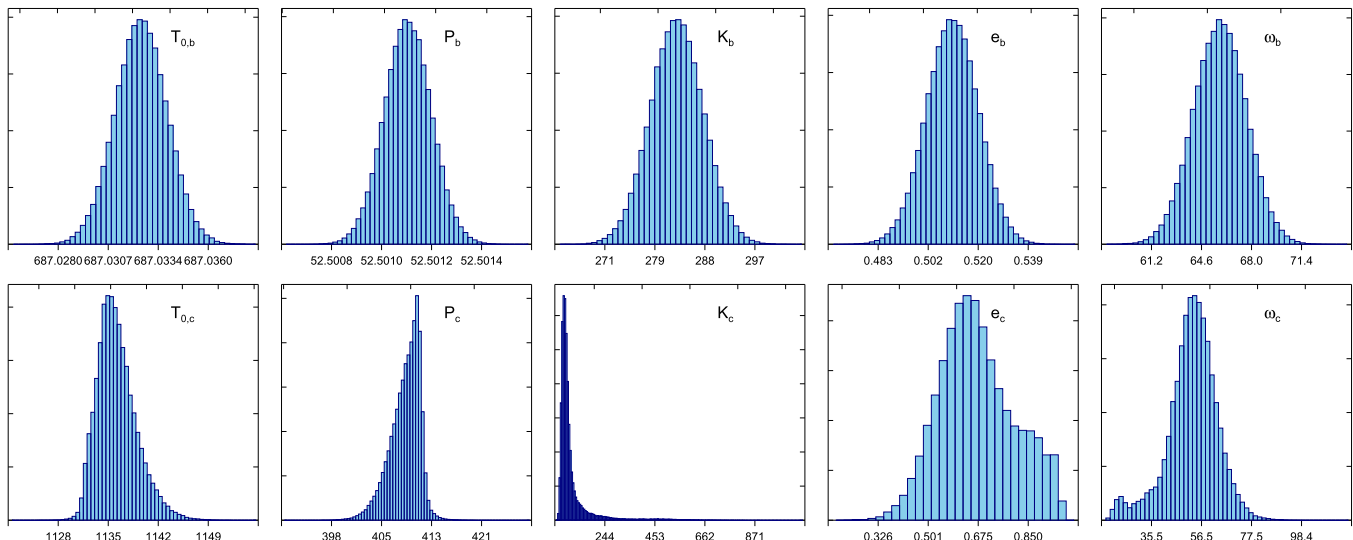 T0,b
Pb
Kb
eb
ωb
687.0280 687.0307 687.0334 687.0360
52.5008 52.5010 52.5012 52.5014
271 279 288 297
0.483 0.502 0.520 0.539
61.2 64.6 68.0 71.4
T0,c
Pc
Kc
ec
ωc
1128 1135 1142 1149
398 405 413 421
244 453 662 871
0.326 0.501 0.675 0.850
35.5 56.5 77.5 98.4